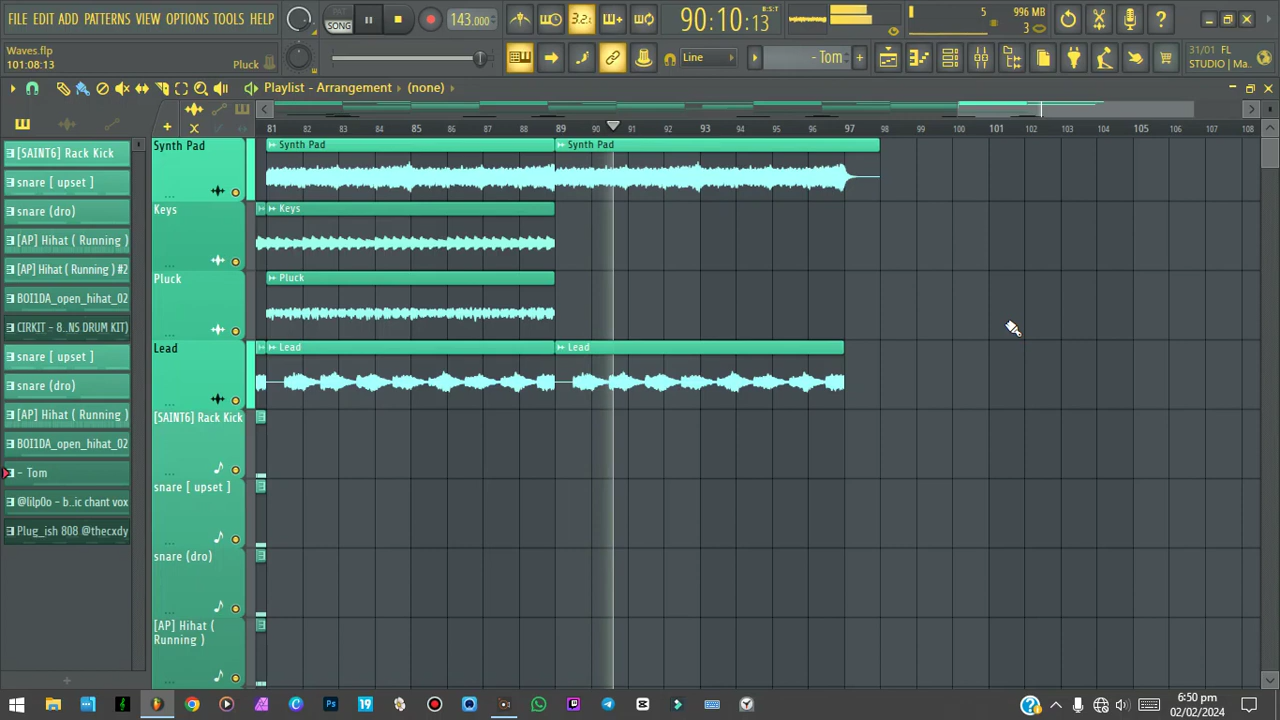 FILE EDIT ADD PATTERNS VIEW OPTIONS TOOLS HELP
PAT
SONG
143.000
3.2
90:10:13
B:S:T
5
996 MB
3
Waves.flp
101:08:13
Pluck
Line
- Tom
31/01 FL
STUDIO | Ma..
Playlist - Arrangement (none)
81 82 83 84 85 86 87 88 89 90 91 92 93 94 95 96 97 98 99 100 101 102 103 104 105 106 107 108
[SAINT6] Rack Kick
snare [ upset ]
snare (dro)
[AP] Hihat ( Running )
[AP] Hihat ( Running ) #2
BOI1DA_open_hihat_02
CIRKIT - 8...NS DRUM KIT)
snare [ upset ]
snare (dro)
[AP] Hihat ( Running )
BOI1DA_open_hihat_02
- Tom
@lilp0o - b..ic chant vox
Plug_ish 808 @thecxdy
Synth Pad
Synth Pad
Synth Pad
Keys
Keys
Pluck
Pluck
Lead
Lead
Lead
[SAINT6] Rack Kick
snare [ upset ]
snare (dro)
[AP] Hihat (
Running )
Ps
19
6:50 pm
02/02/2024